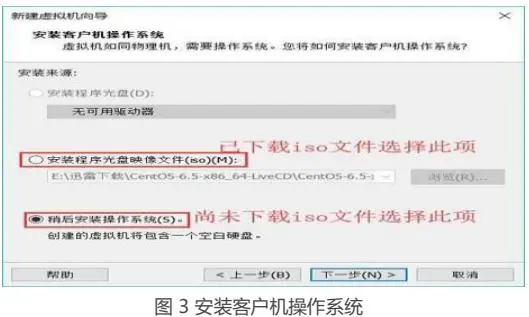 新建虚拟机向导
安装客户机操作系统
虚拟机如同物理机，需要操作系统。您将如何安装客户机操作系统?
安装来源:
安装程序光盘(D):
无可用驱动器
已下载iso文件选择此项
安装程序光盘映像文件(iso)(M):
E:\迅雷下载\CentOS-6.5-x86_64-LiveCD\CentOS-6.5-
浏览(R)...
稍后安装操作系统(S)。
尚未下载iso文件选择此项
创建的虚拟机将包含一个空白硬盘。
帮助
< 上一步(B)
下一步(N) >
取消
图 3 安装客户机操作系统